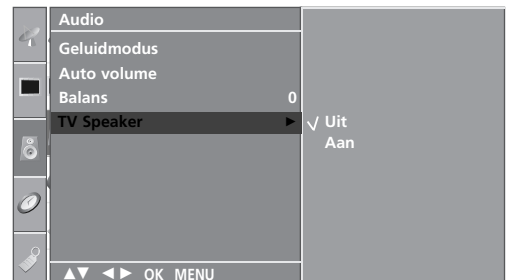 Audio
Geluidmodus
Auto volume
Balans 0
TV Speaker ►
√ Uit
Aan
▲▼ ◄► OK MENU